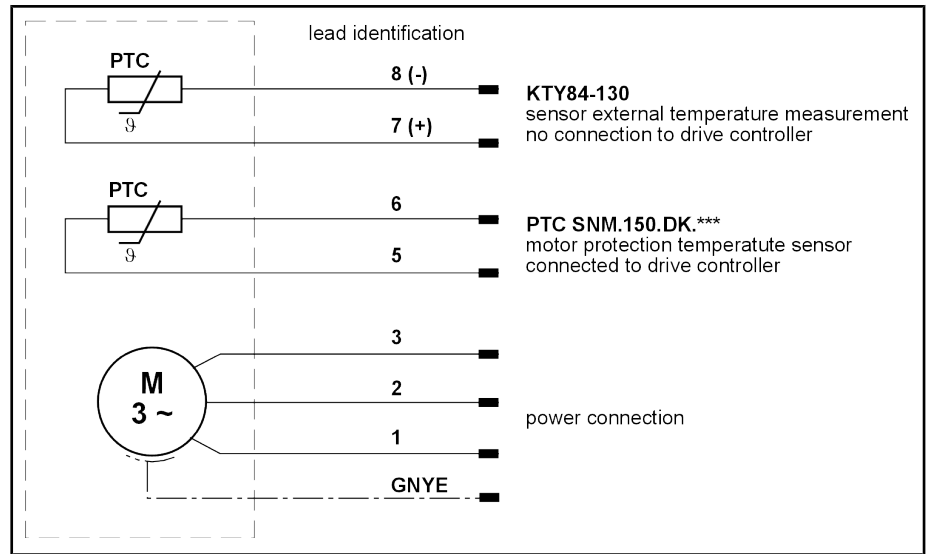 lead identification
PTC
ϑ
8 (-)
7 (+)
KTY84-130
sensor external temperature measurement
no connection to drive controller
PTC
ϑ
6
5
PTC SNM.150.DK.***
motor protection temperatute sensor
connected to drive controller
M
3 ~
3
2
1
GNYE
power connection